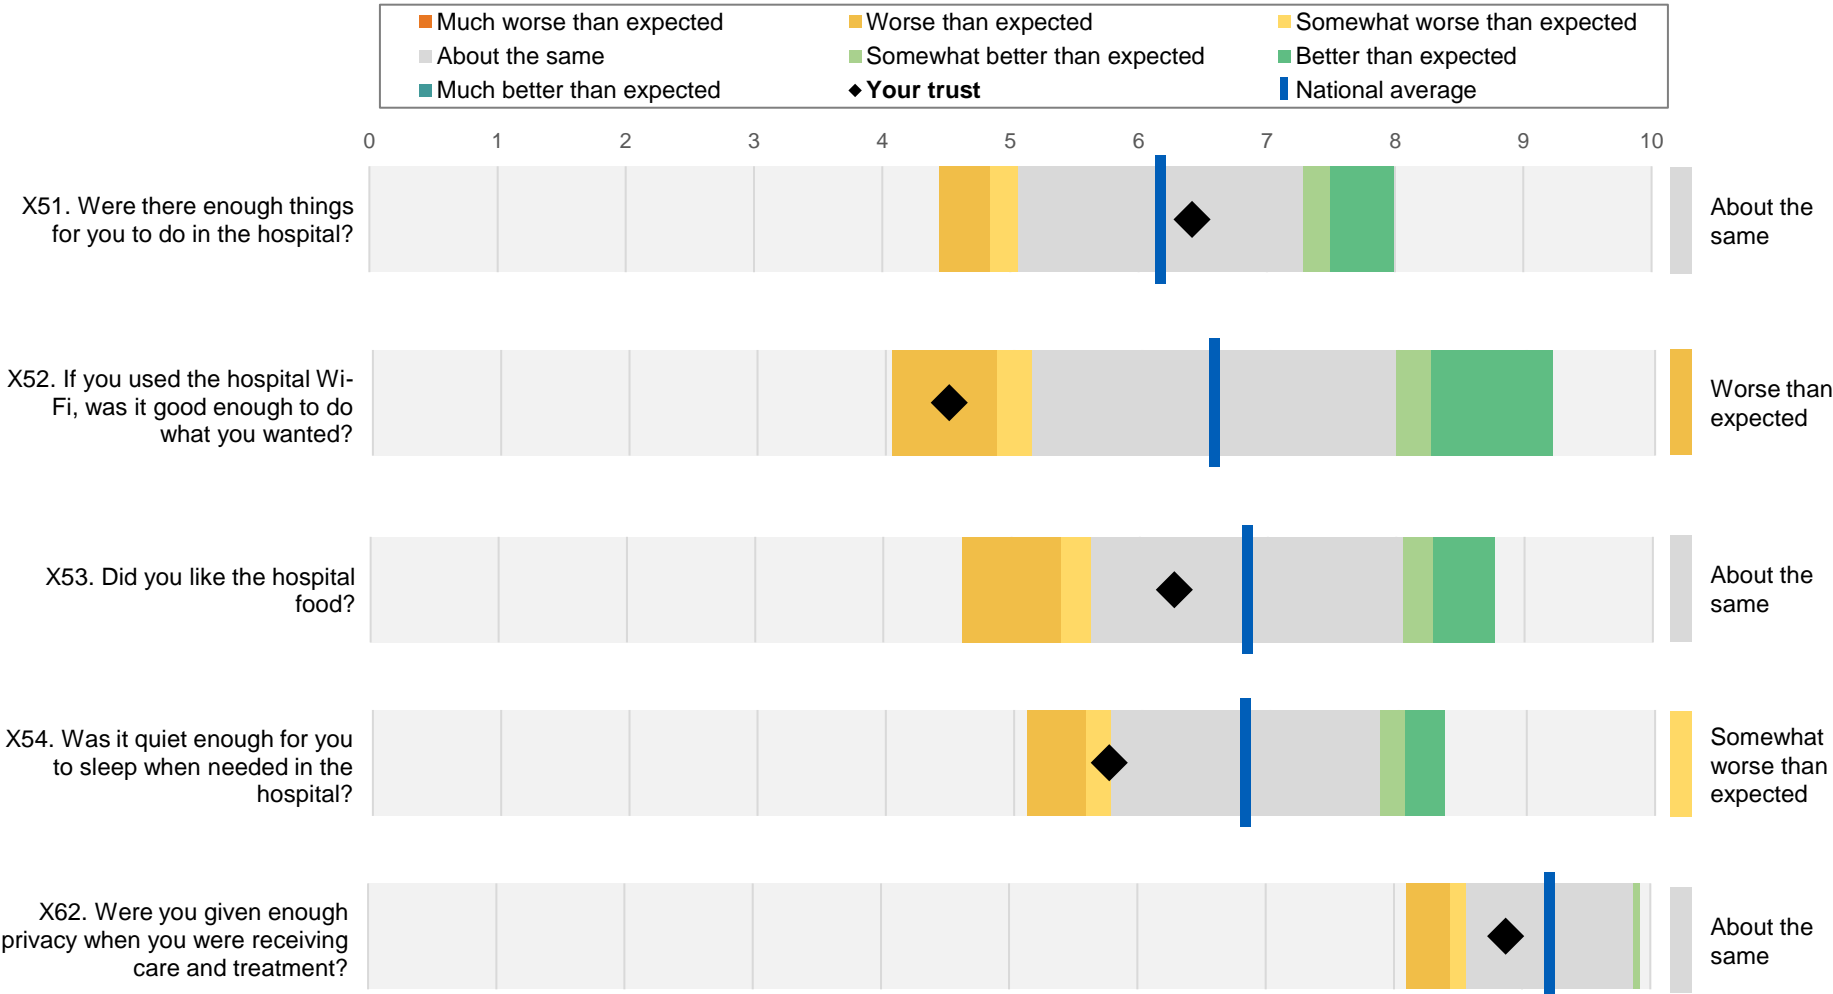 Much worse than expected
Worse than expected
Somewhat worse than expected
About the same
Somewhat better than expected
Better than expected
Much better than expected
Your trust
National average
0 1 2 3 4 5 6 7 8 9 10
X51. Were there enough things
for you to do in the hospital?
About the
same
X52. If you used the hospital Wi-
Fi, was it good enough to do
what you wanted?
Worse than
expected
X53. Did you like the hospital
food?
About the
same
X54. Was it quiet enough for you
to sleep when needed in the
hospital?
Somewhat
worse than
expected
X62. Were you given enough
privacy when you were receiving
care and treatment?
About the
same